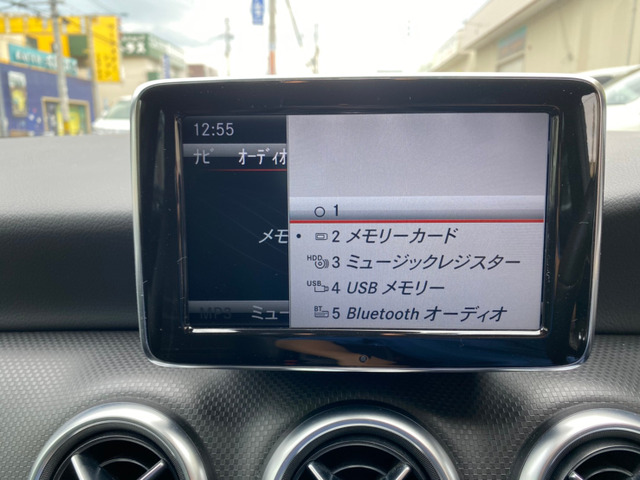 12:55
ナビ オーディオ
メモ
MP3 ミュー
1
2 メモリーカード
HDD 3 ミュージックレジスター
USB 4 USB メモリー
BT 5 Bluetooth オーディオ